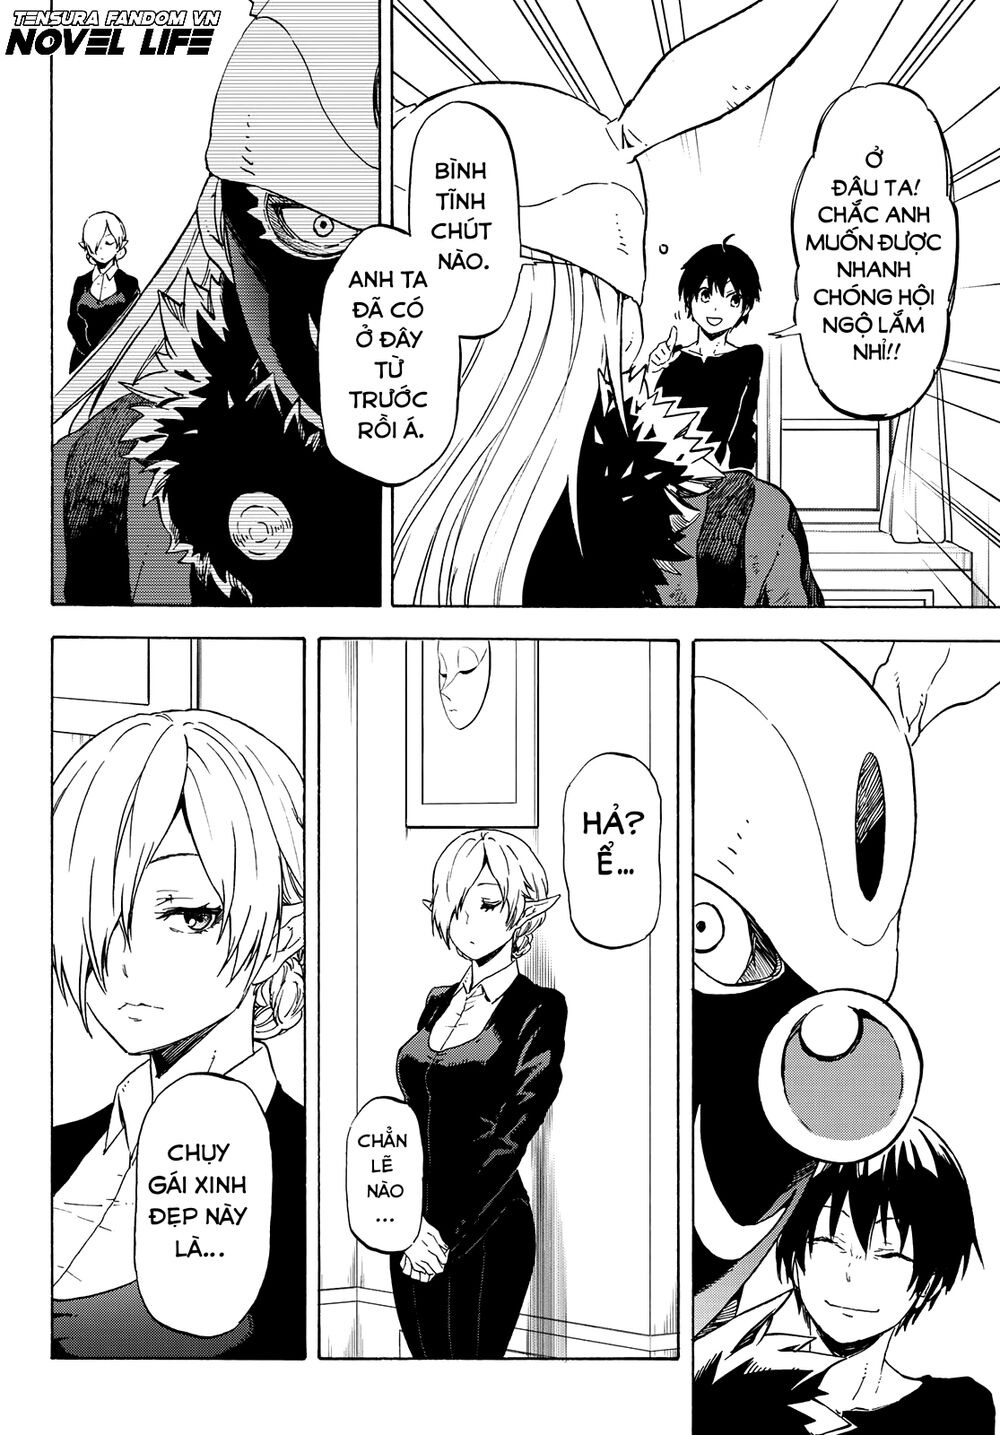 TENSURA FANDOM VN
NOVEL LIFE
Ở
ĐÂU TA!
CHẮC ANH
MUỐN ĐƯỢC
NHANH
CHÓNG HỘI
NGỘ LẮM
NHỈ!!
BÌNH
TĨNH
CHÚT
NÀO.
ANH TA
ĐÃ CÓ
Ở ĐÂY
TỪ
TRƯỚC
RỒI Á.
HẢ?
Ể...
CHẲN
LẼ
NÀO
...
CHỤY
GÁI XINH
ĐẸP NÀY
LÀ...